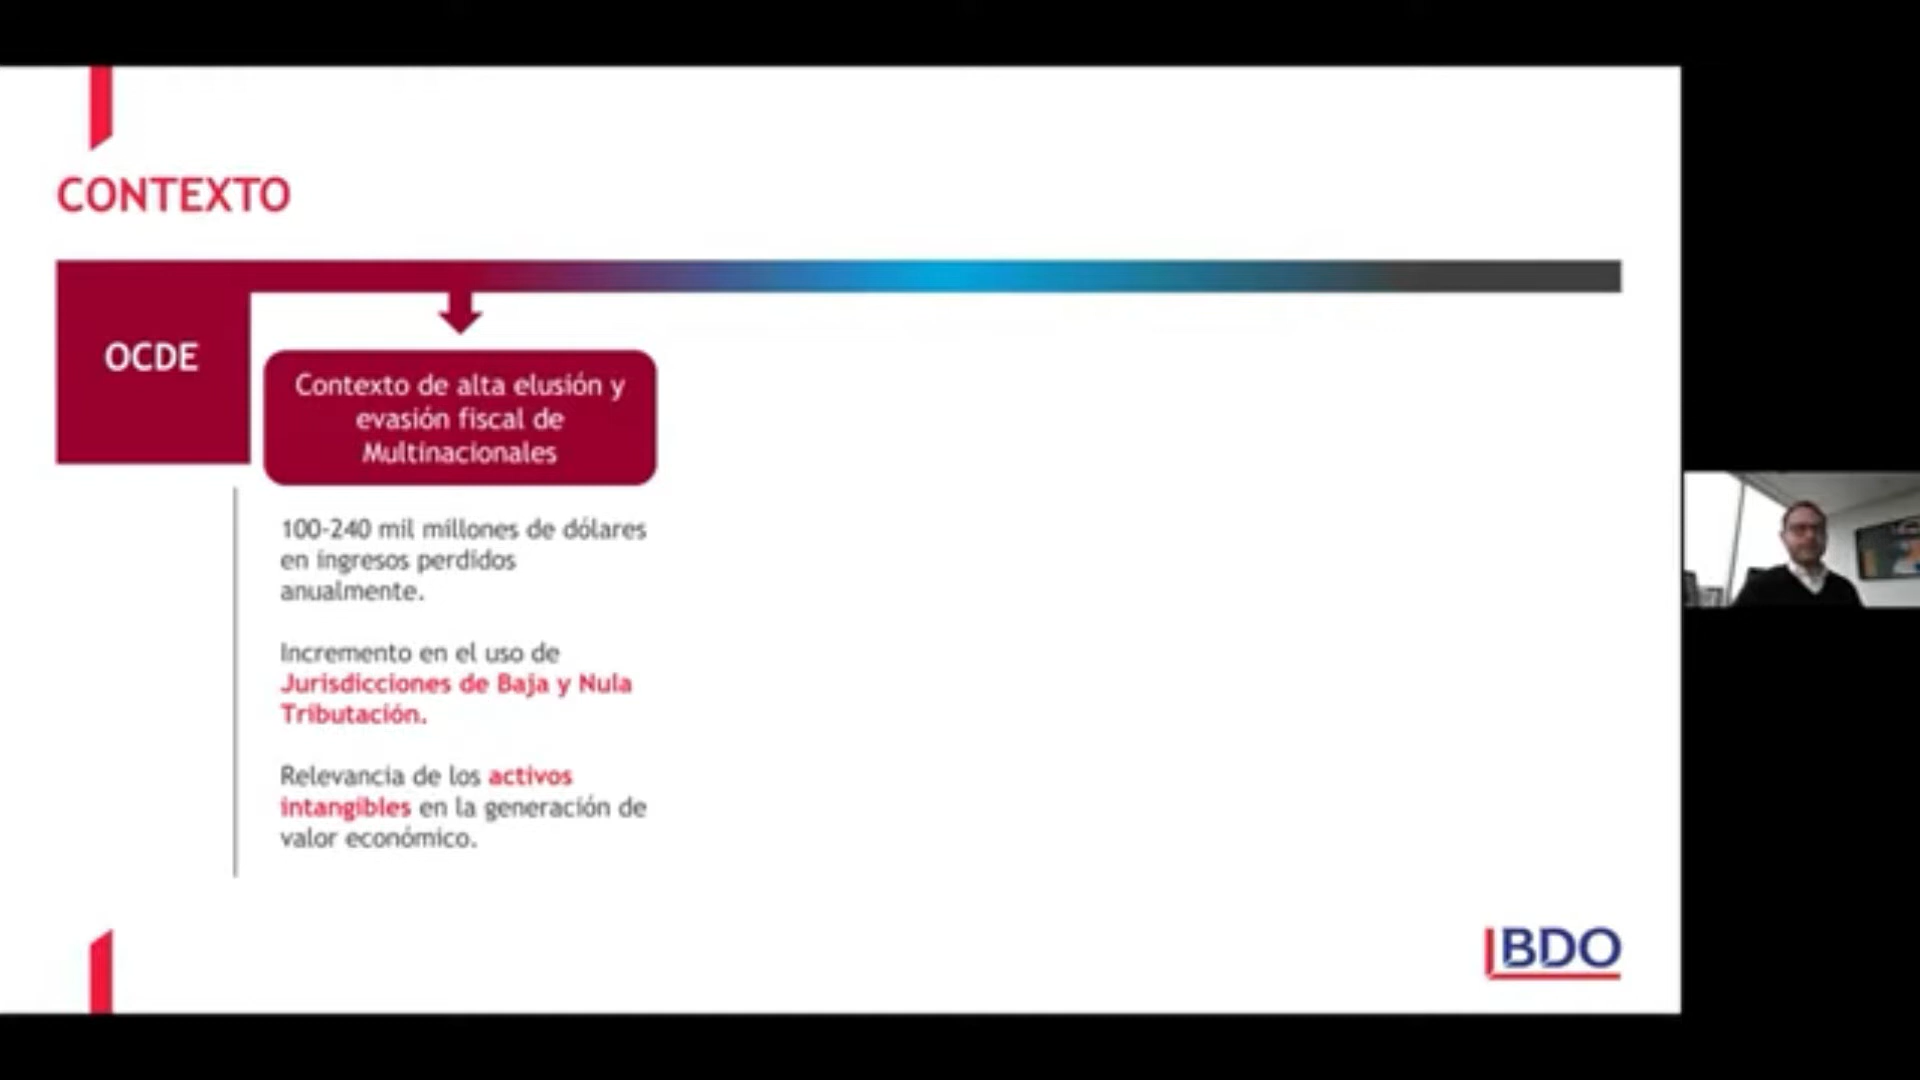 CONTEXTO
OCDE
Contexto de alta elusión y
evasión fiscal de
Multinacionales
100-240 mil millones de dólares
en ingresos perdidos
anualmente.
Incremento en el uso de
Jurisdicciones de Baja y Nula
Tributación.
Relevancia de los activos
intangibles en la generación de
valor económico.
BDO